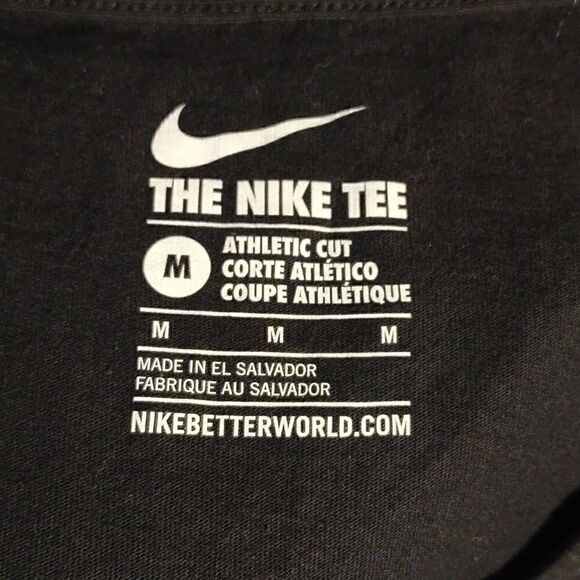 THE NIKE TEE
M
ATHLETIC CUT
CORTE ATLÉTICO
COUPE ATHLÉTIQUE
M M M
MADE IN EL SALVADOR
FABRIQUE AU SALVADOR
NIKEBETTERWORLD.COM